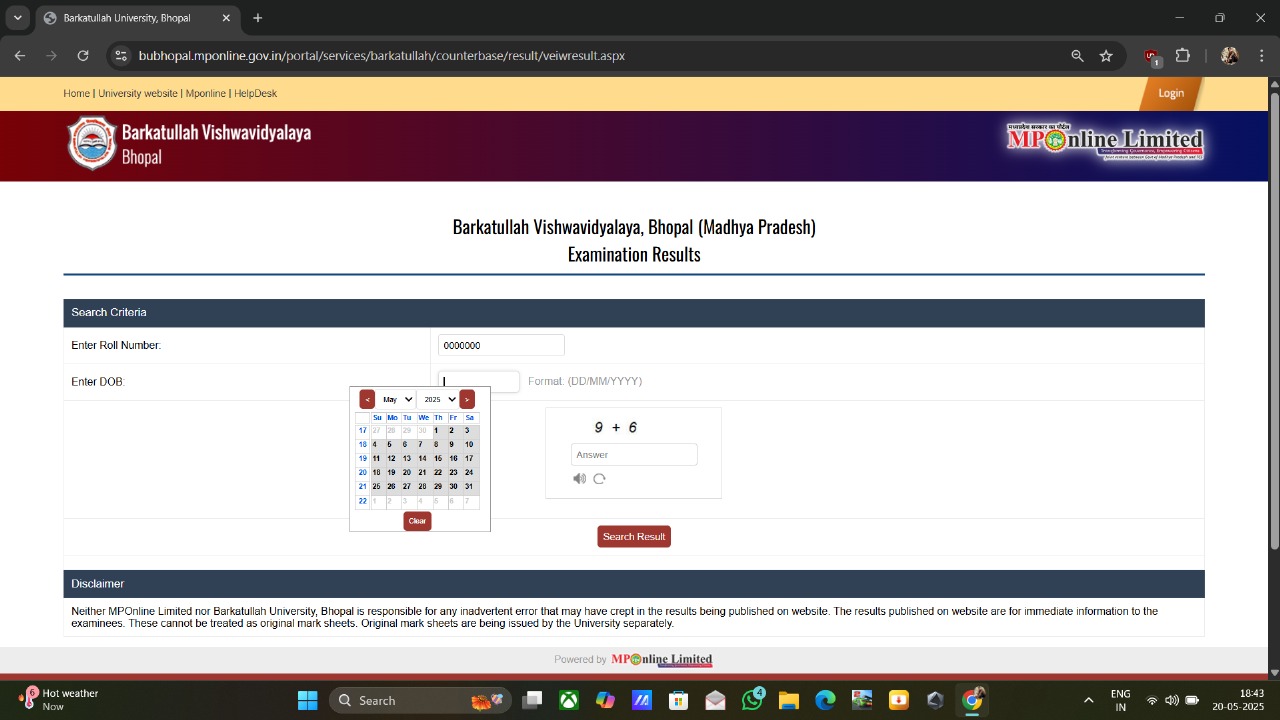 Barkatullah University, Bhopal
bubhopal.mponline.gov.in/portal/services/barkatullah/counterbase/result/veiwresult.aspx
1
Home | University website | Mponline | HelpDesk
Login
Barkatullah Vishwavidyalaya
Bhopal
मध्यप्रदेश सरकार का पोर्टल
MPOnline Limited
Barkatullah Vishwavidyalaya, Bhopal (Madhya Pradesh)
Examination Results
Search Criteria
Enter Roll Number:
0000000
Enter DOB:
Format: (DD/MM/YYYY)
< May 2025 >
Su Mo Tu We Th Fr Sa
17 27 28 29 30 1 2 3
18 4 5 6 7 8 9 10
19 11 12 13 14 15 16 17
20 18 19 20 21 22 23 24
21 25 26 27 28 29 30 31
22 1 2 3 4 5 6 7
Clear
9 + 6
Answer
Search Result
Disclaimer
Neither MPOnline Limited nor Barkatullah University, Bhopal is responsible for any inadvertent error that may have crept in the results being published on website. The results published on website are for immediate information to the
examinees. These cannot be treated as original mark sheets. Original mark sheets are being issued by the University separately.
Powered by MPOnline Limited
6
Hot weather
Now
Search
4
ENG
IN
18:43
20-05-2025